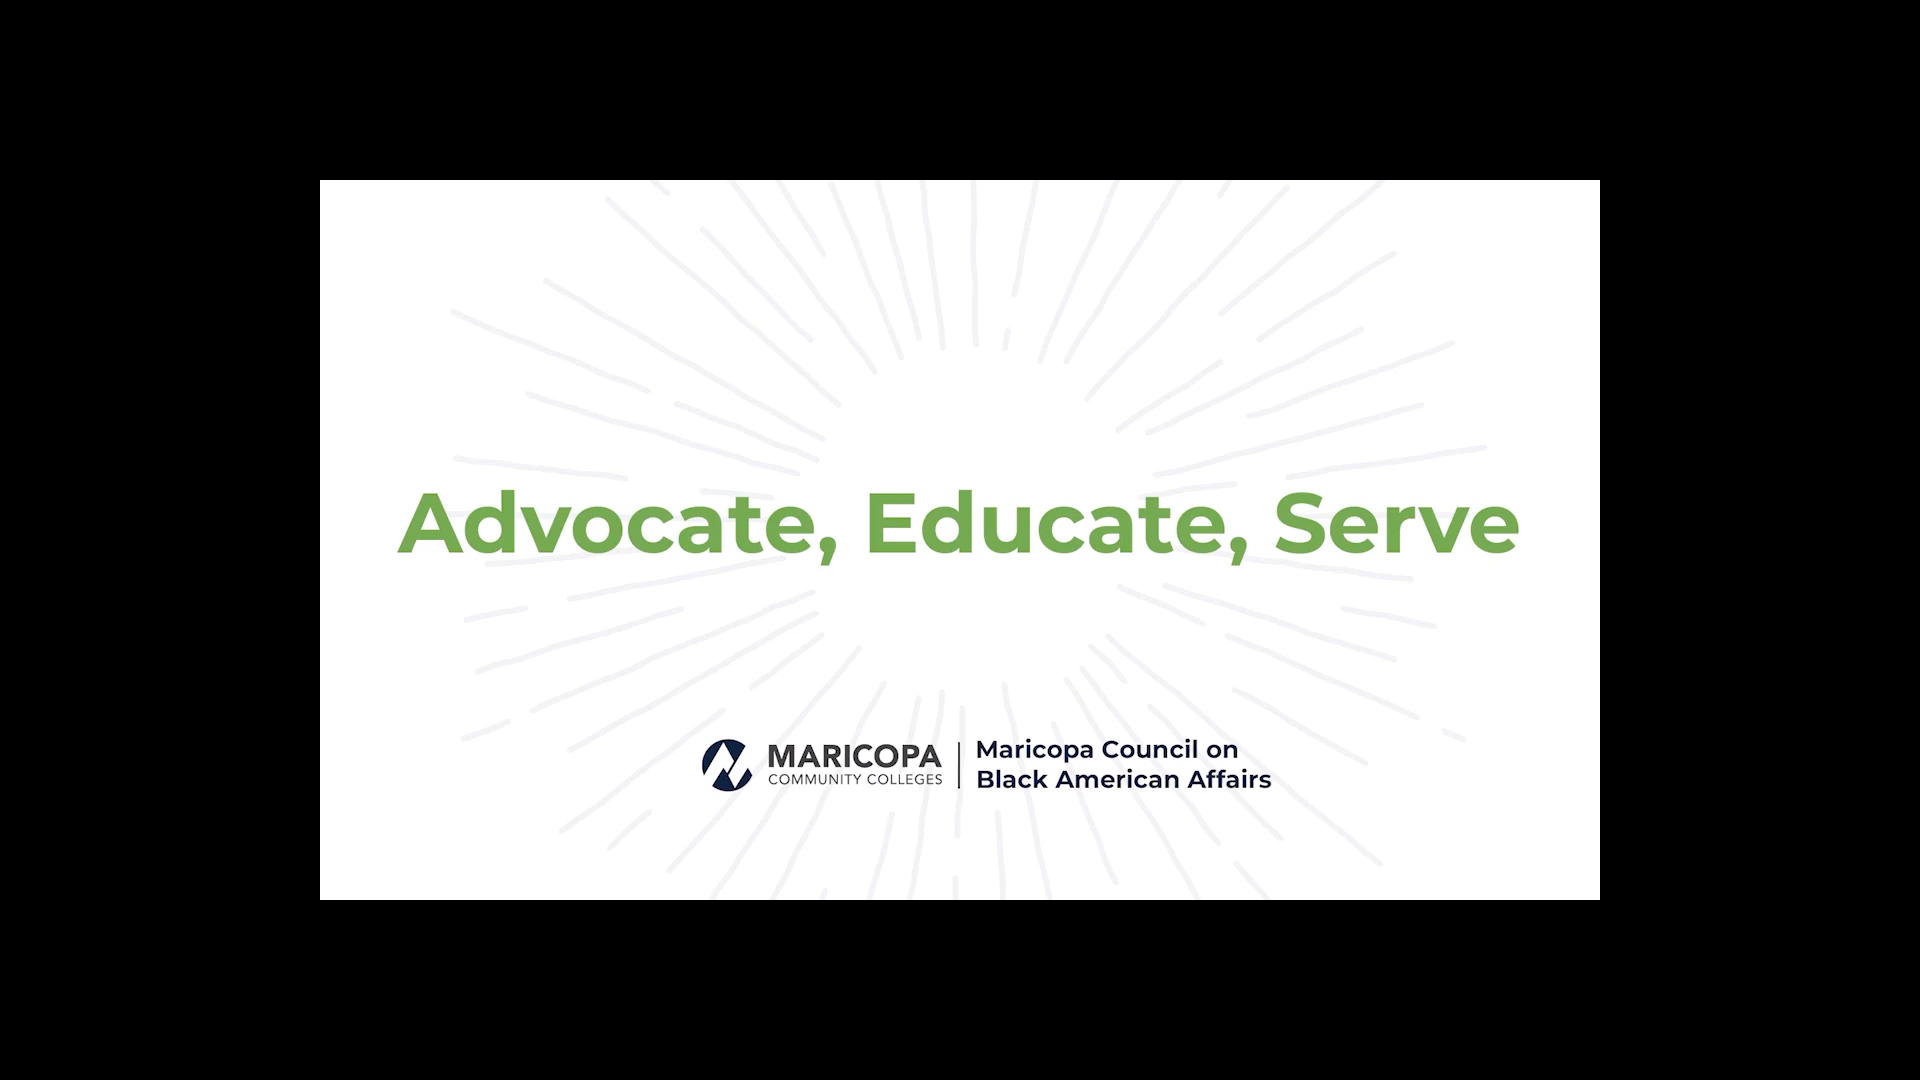 Advocate, Educate, Serve
MARICOPA
COMMUNITY COLLEGES
Maricopa Council on
Black American Affairs